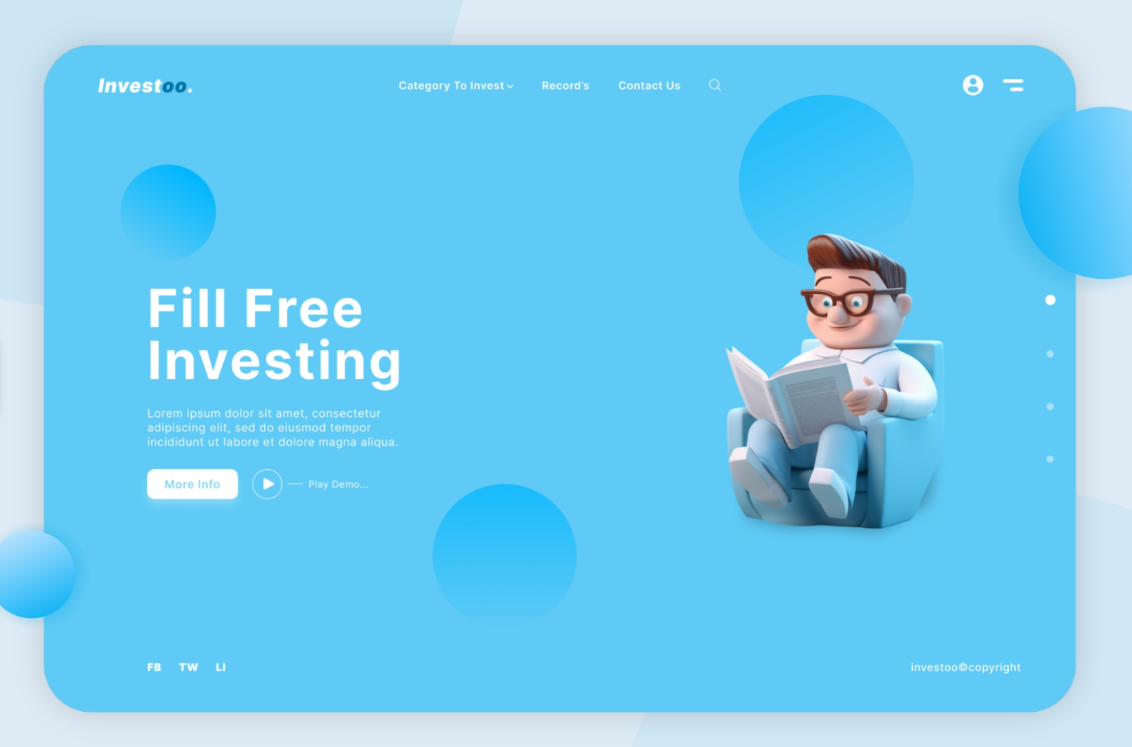 Investoo.
Category To Invest
Record's
Contact Us
Fill Free
Investing
Lorem ipsum dolor sit amet, consectetur
adipiscing elit, sed do eiusmod tempor
incididunt ut labore et dolore magna aliqua.
More Info
Play Demo...
FB TW LI
investoo©copyright